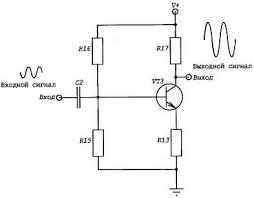 V+
R16
R17
Входной сигнал
Выходной сигнал
C2
VT3
Вход
Выход
R15
R13